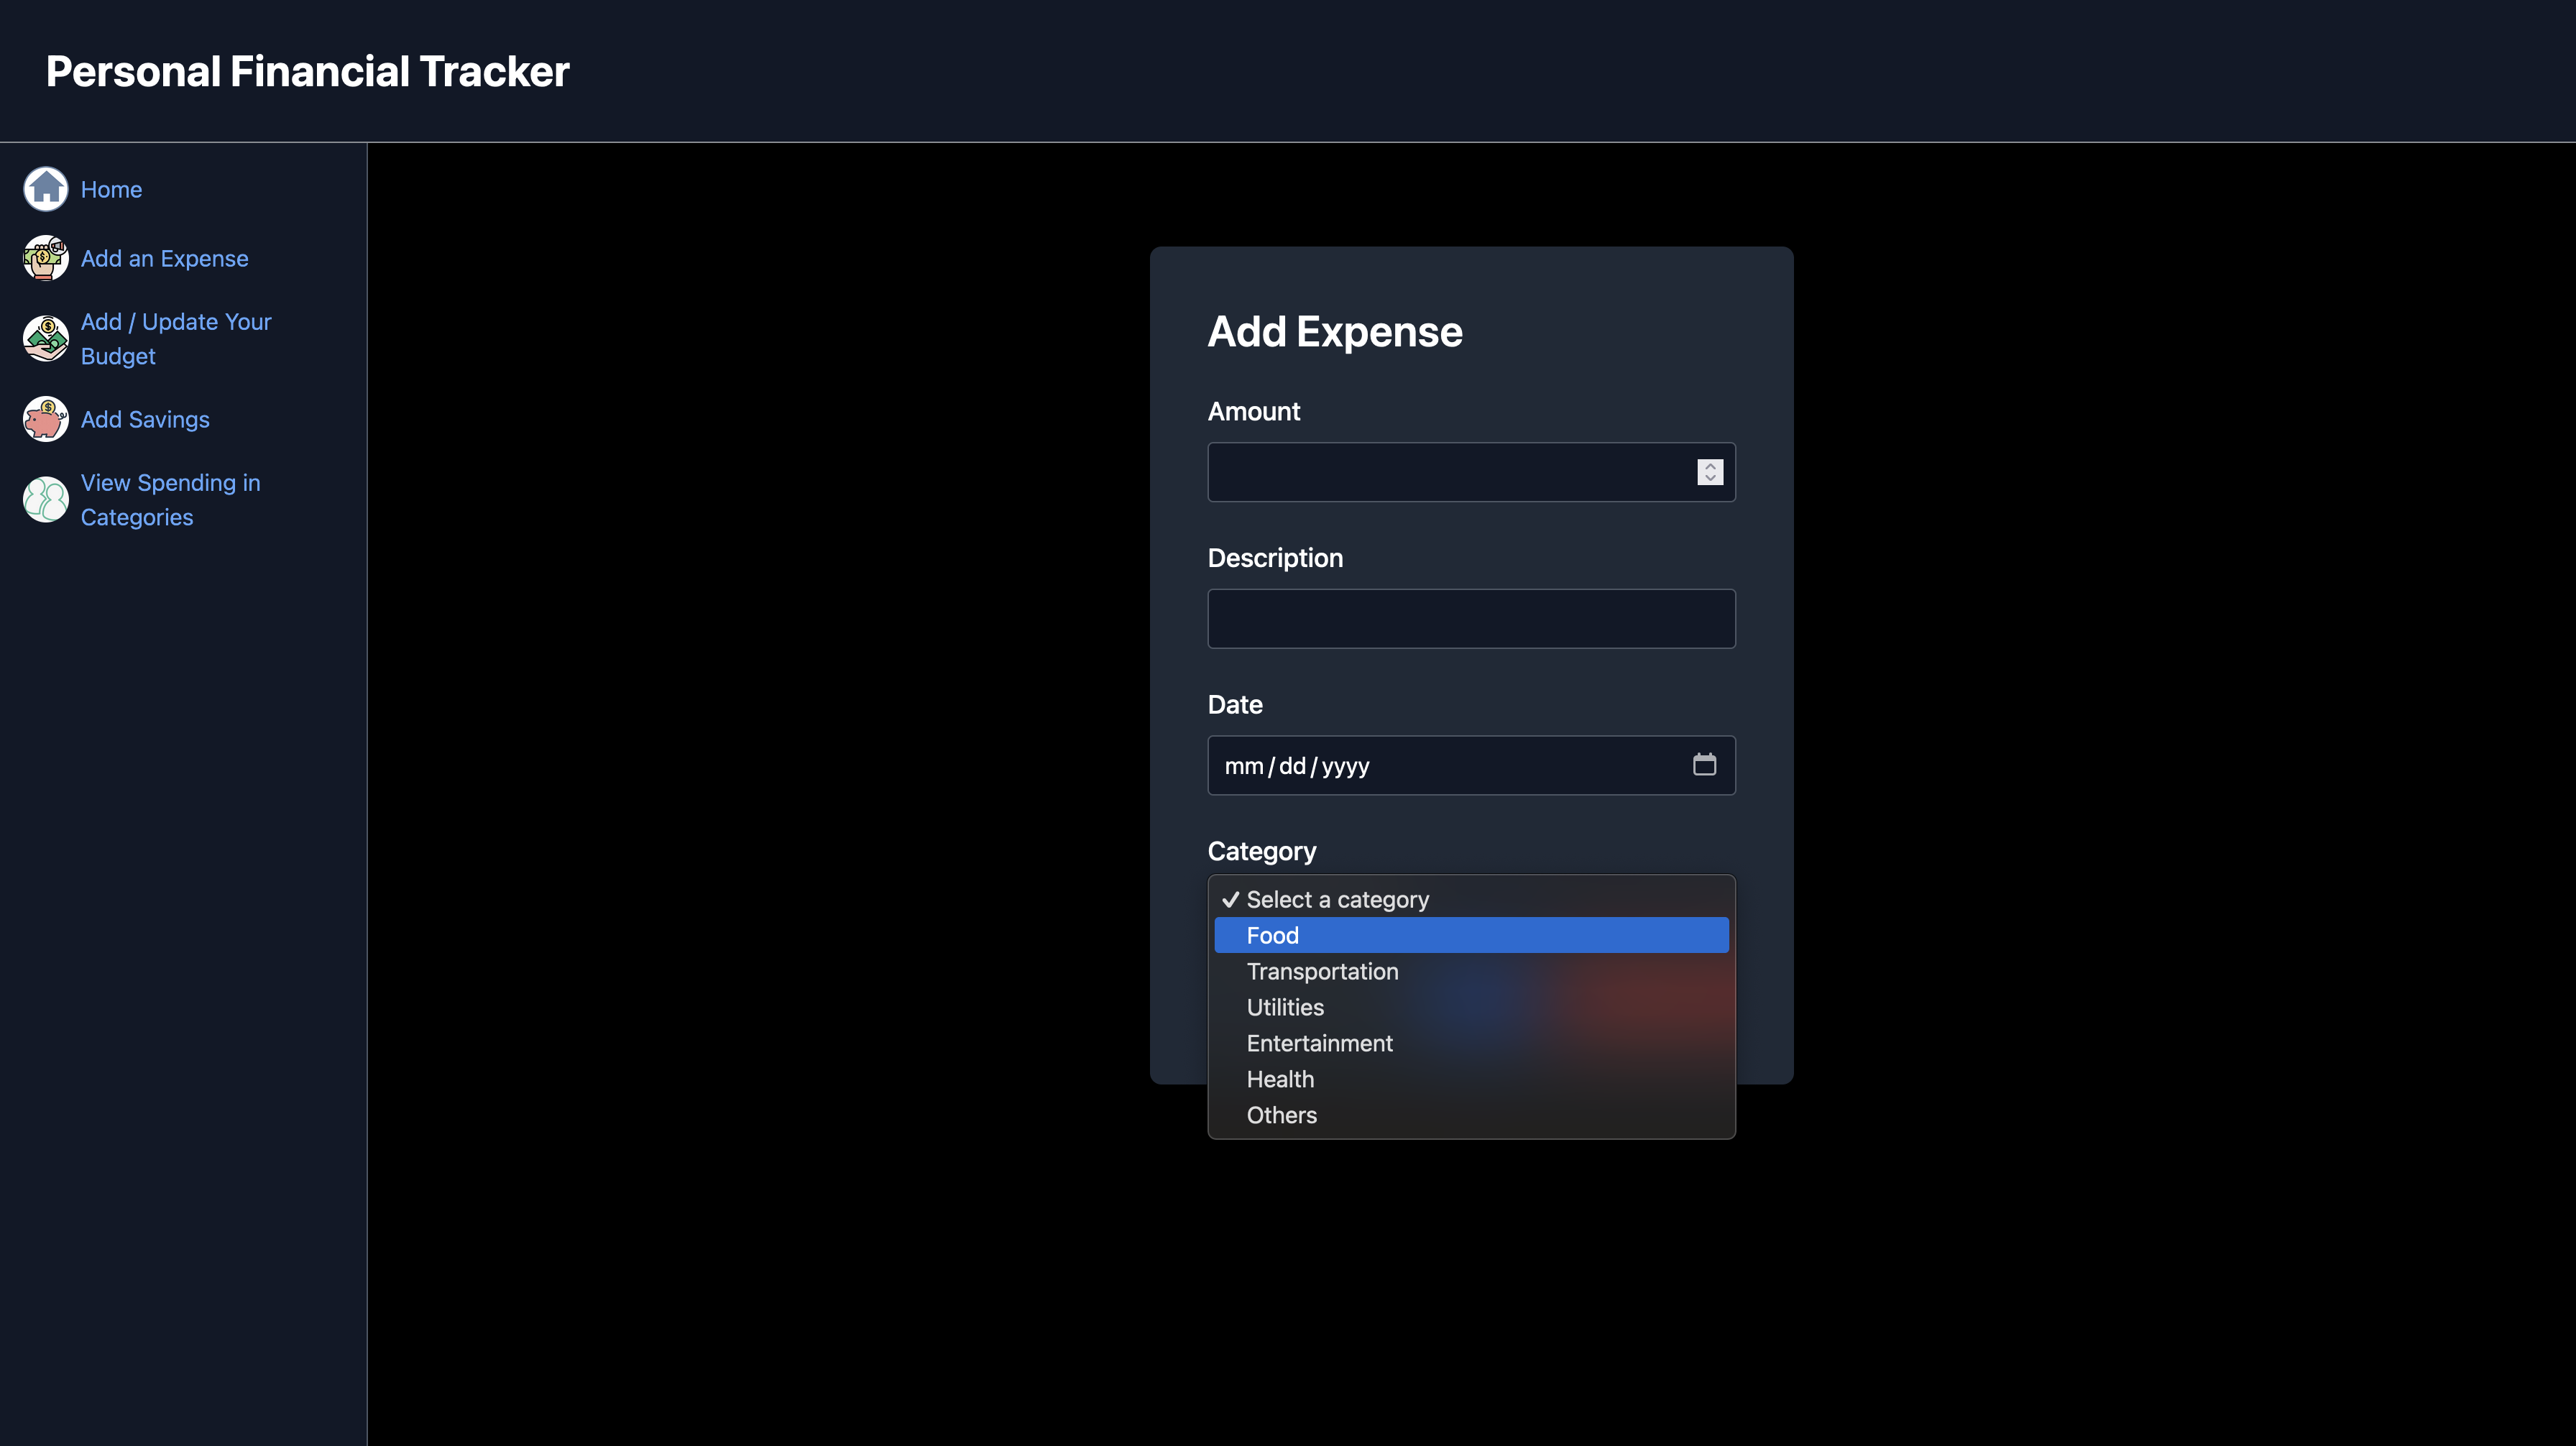 Personal Financial Tracker
Home
Add an Expense
Add / Update Your
Budget
Add Savings
View Spending in
Categories
Add Expense
Amount
Description
Date
mm/dd/yyyy
Category
✓ Select a category
Food
Transportation
Utilities
Entertainment
Health
Others